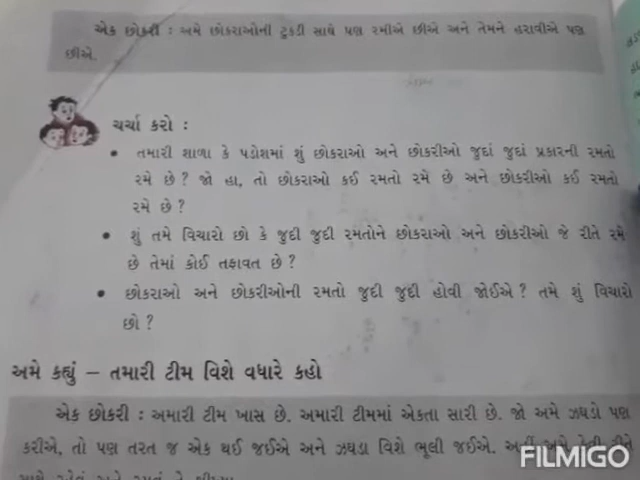 એક છોકરી : અમે છોકરાઓની ટુકડી સાથે પણ રમીએ છીએ અને તેમને હરાવીએ પણ
છીએ.
ચર્ચા કરો :
• તમારી શાળા કે પડોશમાં શું છોકરાઓ અને છોકરીઓ જુદાં જુદાં પ્રકારની રમતો
રમે છે ? જો હા, તો છોકરાઓ કઈ રમતો રમે છે અને છોકરીઓ કઈ રમતો
રમે છે ?
• શું તમે વિચારો છો કે જુદી જુદી રમતોને છોકરાઓ અને છોકરીઓ જે રીતે રમે
છે તેમાં કોઈ તફાવત છે ?
• છોકરાઓ અને છોકરીઓની રમતો જુદી જુદી હોવી જોઈએ ? તમે શું વિચારો
છો ?
અમે કહ્યું – તમારી ટીમ વિશે વધારે કહો
એક છોકરી : અમારી ટીમ ખાસ છે. અમારી ટીમમાં એકતા સારી છે. જો અમે ઝઘડો પણ
કરીએ, તો પણ તરત જ એક થઈ જઈએ અને ઝઘડા વિશે ભૂલી જઈએ.
FILMIGO